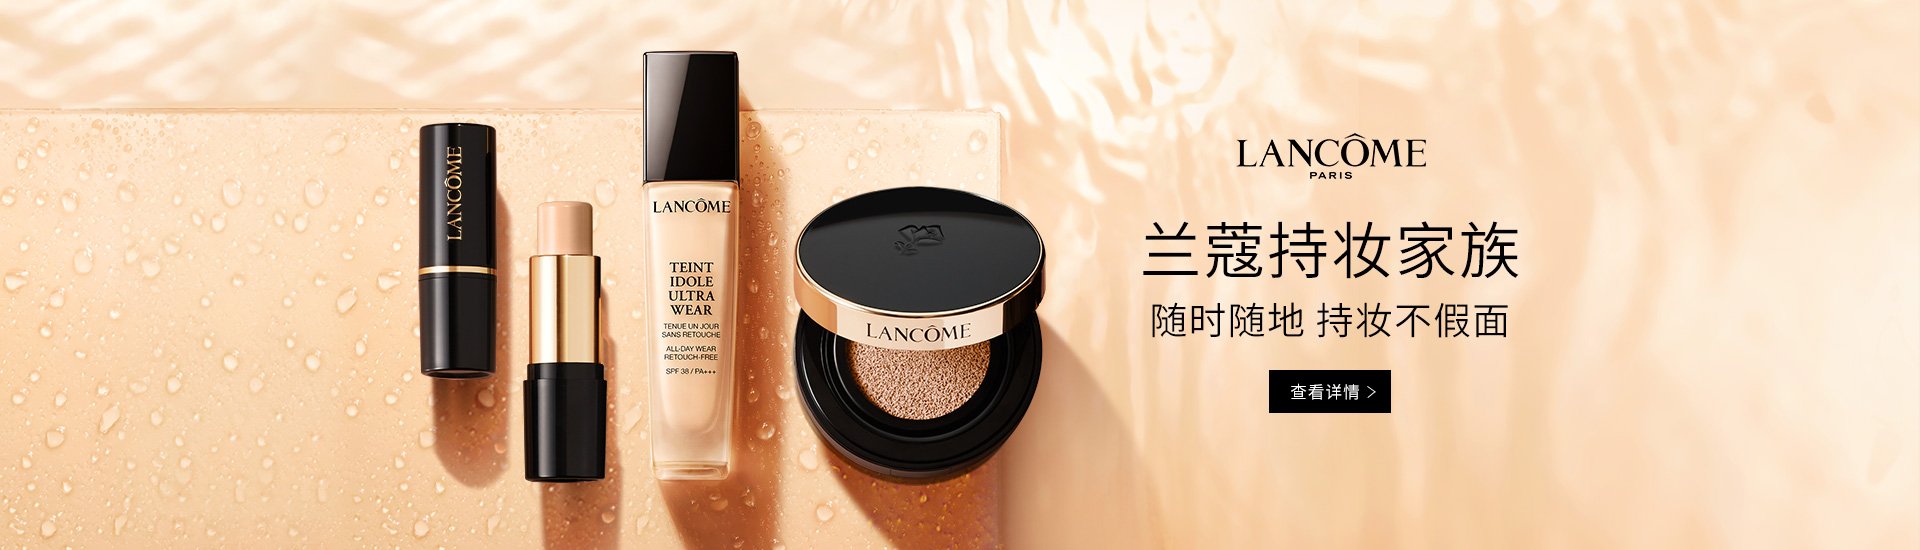 LANCÔME
LANCÔME
TEINT
IDOLE
ULTRA
WEAR
TENUE UN JOUR
SANS RETOUCHE
ALL-DAY WEAR
RETOUCH-FREE
SPF 38 / PA+++
LANCÔME
LANCÔME
PARIS
兰蔻持妆家族
随时随地 持妆不假面
查看详情 >